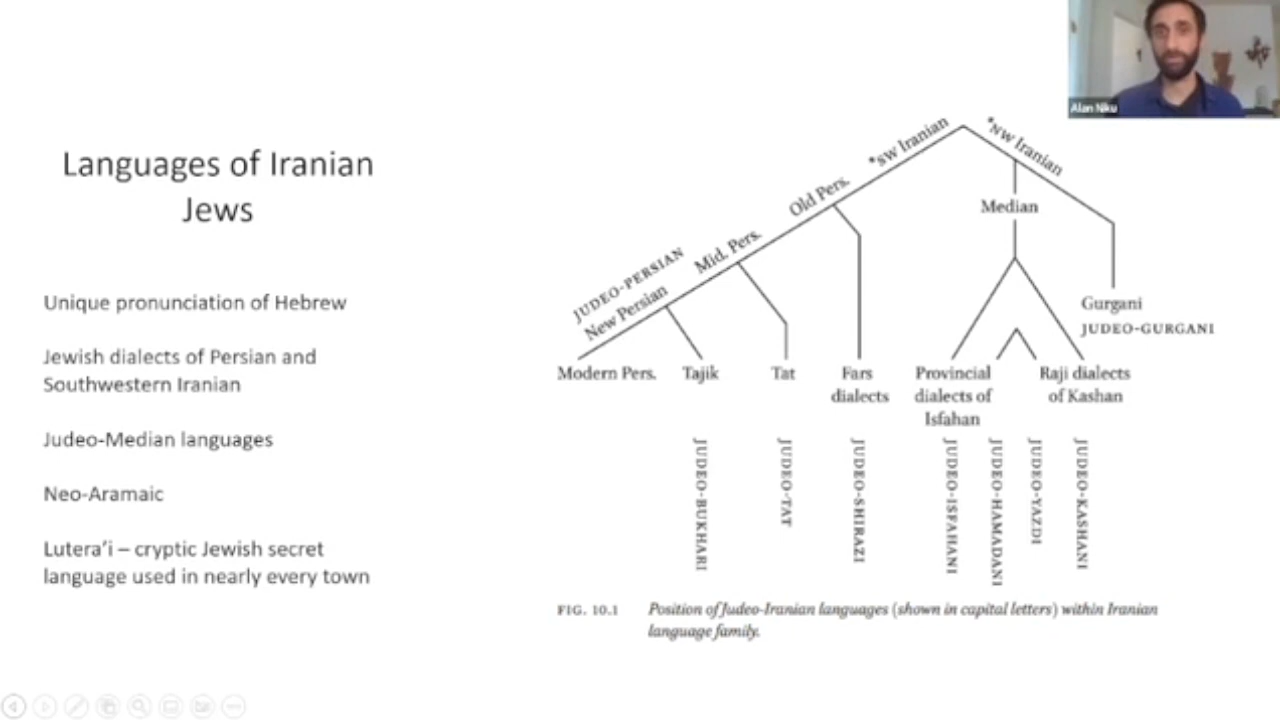 Alan Niku
Languages of Iranian
Jews
Unique pronunciation of Hebrew
Jewish dialects of Persian and
Southwestern Iranian
Judeo-Median languages
Neo-Aramaic
Lutera’i – cryptic Jewish secret
language used in nearly every town
*SW Iranian
*NW Iranian
Old Pers.
Median
Mid. Pers.
JUDEO-PERSIAN
New Persian
Gurgani
JUDEO-GURGANI
Modern Pers.
Tajik
Tat
Fars
dialects
Provincial
dialects of
Isfahan
Raji dialects
of Kashan
JUDEO-BUKHARI
JUDEO-TAT
JUDEO-SHIRAZI
JUDEO-ISFAHANI
JUDEO-HAMADANI
JUDEO-YAZDI
JUDEO-KASHANI
FIG. 10.1 Position of Judeo-Iranian languages (shown in capital letters) within Iranian
language family.